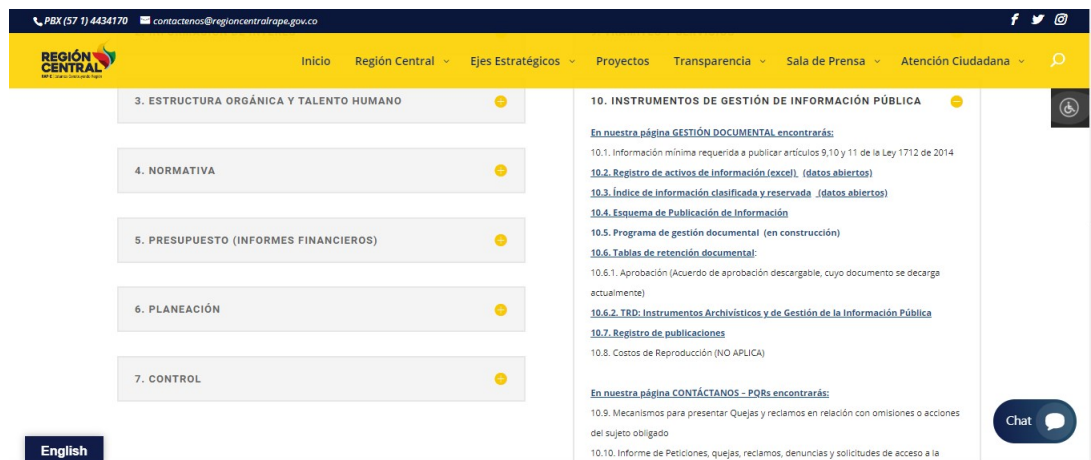 PBX (57 1) 4434170 contactenos@regioncentralrape.gov.co
REGIÓN
CENTRAL
Inicio Región Central Ejes Estratégicos Proyectos Transparencia Sala de Prensa Atención Ciudadana
3. ESTRUCTURA ORGÁNICA Y TALENTO HUMANO
4. NORMATIVA
5. PRESUPUESTO (INFORMES FINANCIEROS)
6. PLANEACIÓN
7. CONTROL
English
10. INSTRUMENTOS DE GESTIÓN DE INFORMACIÓN PÚBLICA
En nuestra página GESTIÓN DOCUMENTAL encontrarás:
10.1. Información mínima requerida a publicar artículos 9,10 y 11 de la Ley 1712 de 2014
10.2. Registro de activos de información (excel) (datos abiertos)
10.3. Índice de información clasificada y reservada (datos abiertos)
10.4. Esquema de Publicación de Información
10.5. Programa de gestión documental (en construcción)
10.6. Tablas de retención documental:
10.6.1. Aprobación (Acuerdo de aprobación descargable, cuyo documento se decarga
actualmente)
10.6.2. TRD: Instrumentos Archivísticos y de Gestión de la Información Pública
10.7. Registro de publicaciones
10.8. Costos de Reproducción (NO APLICA)
En nuestra página CONTÁCTANOS – PQRs encontrarás:
10.9. Mecanismos para presentar Quejas y reclamos en relación con omisiones o acciones
del sujeto obligado
10.10. Informe de Peticiones, quejas, reclamos, denuncias y solicitudes de acceso a la
Chat